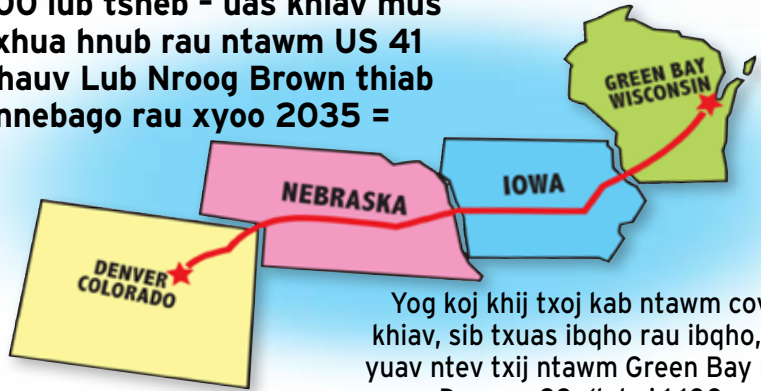 00 lub tsheb – uas khiav mus
xhua hnub rau ntawm US 41
hauv Lub Nroog Brown thiab
nnebago rau xyoo 2035 =
GREEN BAY
WISCONSIN
NEBRASKA
IOWA
DENVER
COLORADO
Yog koj khij txoj kab ntawm cov
khiav, sib txuas ibqho rau ibqho,
yuav ntev txij ntawm Green Bay